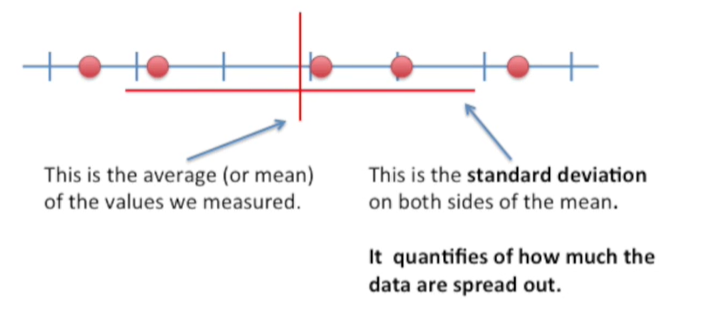 This is the average (or mean)
of the values we measured.
This is the standard deviation
on both sides of the mean.
It quantifies of how much the
data are spread out.